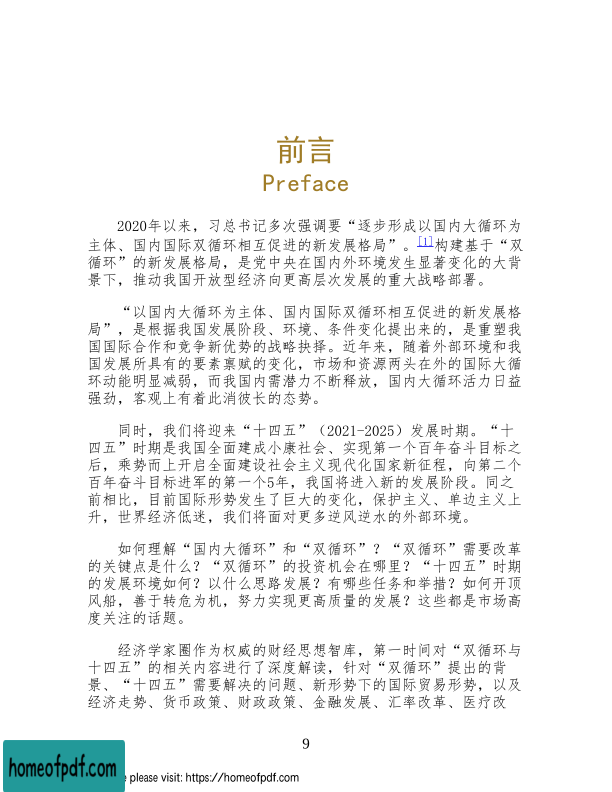 前言
Preface
2020年以来，习总书记多次强调要“逐步形成以国内大循环为
主体、国内国际双循环相互促进的新发展格局”。[1]构建基于“双
循环”的新发展格局，是党中央在国内外环境发生显著变化的大背
景下，推动我国开放型经济向更高层次发展的重大战略部署。
“以国内大循环为主体、国内国际双循环相互促进的新发展格
局”，是根据我国发展阶段、环境、条件变化提出来的，是重塑我
国国际合作和竞争新优势的战略抉择。近年来，随着外部环境和我
国发展所具有的要素禀赋的变化，市场和资源两头在外的国际大循
环动能明显减弱，而我国内需潜力不断释放，国内大循环活力日益
强劲，客观上有着此消彼长的态势。
同时，我们将迎来“十四五”（2021-2025）发展时期。“十
四五”时期是我国全面建成小康社会、实现第一个百年奋斗目标之
后，乘势而上开启全面建设社会主义现代化国家新征程，向第二个
百年奋斗目标进军的第一个5年，我国将进入新的发展阶段。同之
前相比，目前国际形势发生了巨大的变化，保护主义、单边主义上
升，世界经济低迷，我们将面对更多逆风逆水的外部环境。
如何理解“国内大循环”和“双循环”？“双循环”需要改革
的关键点是什么？“双循环”的投资机会在哪里？“十四五”时期
的发展环境如何？以什么思路发展？有哪些任务和举措？如何开顶
风船，善于转危为机，努力实现更高质量的发展？这些都是市场高
度关注的话题。
经济学家圈作为权威的财经思想智库，第一时间对“双循环与
十四五”的相关内容进行了深度解读，针对“双循环”提出的背
景、“十四五”需要解决的问题、新形势下的国际贸易形势，以及
经济走势、货币政策、财政政策、金融发展、汇率改革、医疗改
9
homeofpdf.com
please visit: https://homeofpdf.com